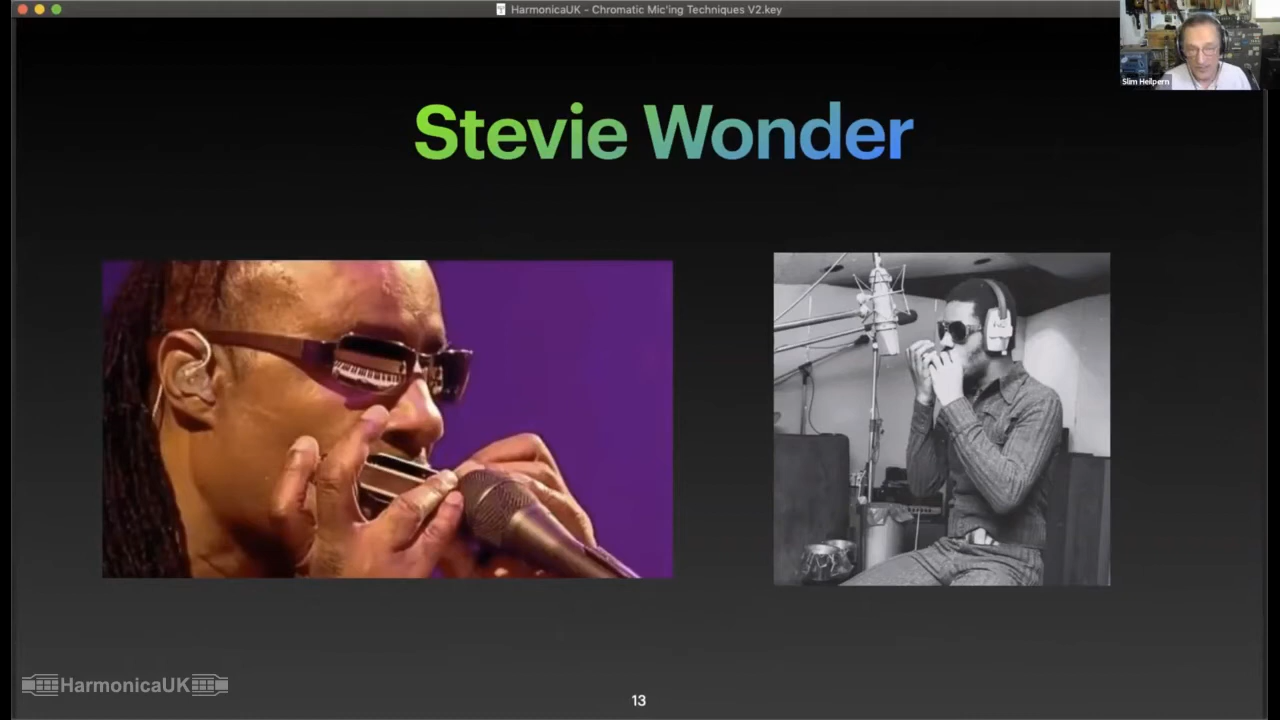 HarmonicaUK - Chromatic Mic'ing Techniques V2.key
Slim Heilpern
Stevie Wonder
HarmonicaUK
13